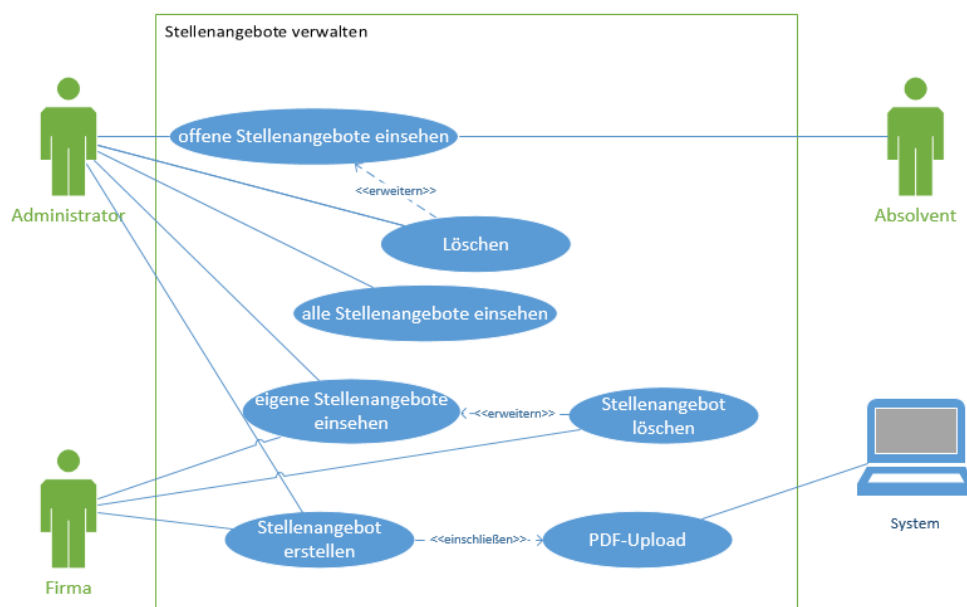 Stellenangebote verwalten
offene Stellenangebote einsehen
<<erweitern>>
Administrator
Absolvent
Löschen
alle Stellenangebote einsehen
eigene Stellenangebote
einsehen
<<erweitern>>
Stellenangebot
löschen
System
Stellenangebot
erstellen
<<einschließen>>
PDF-Upload
Firma